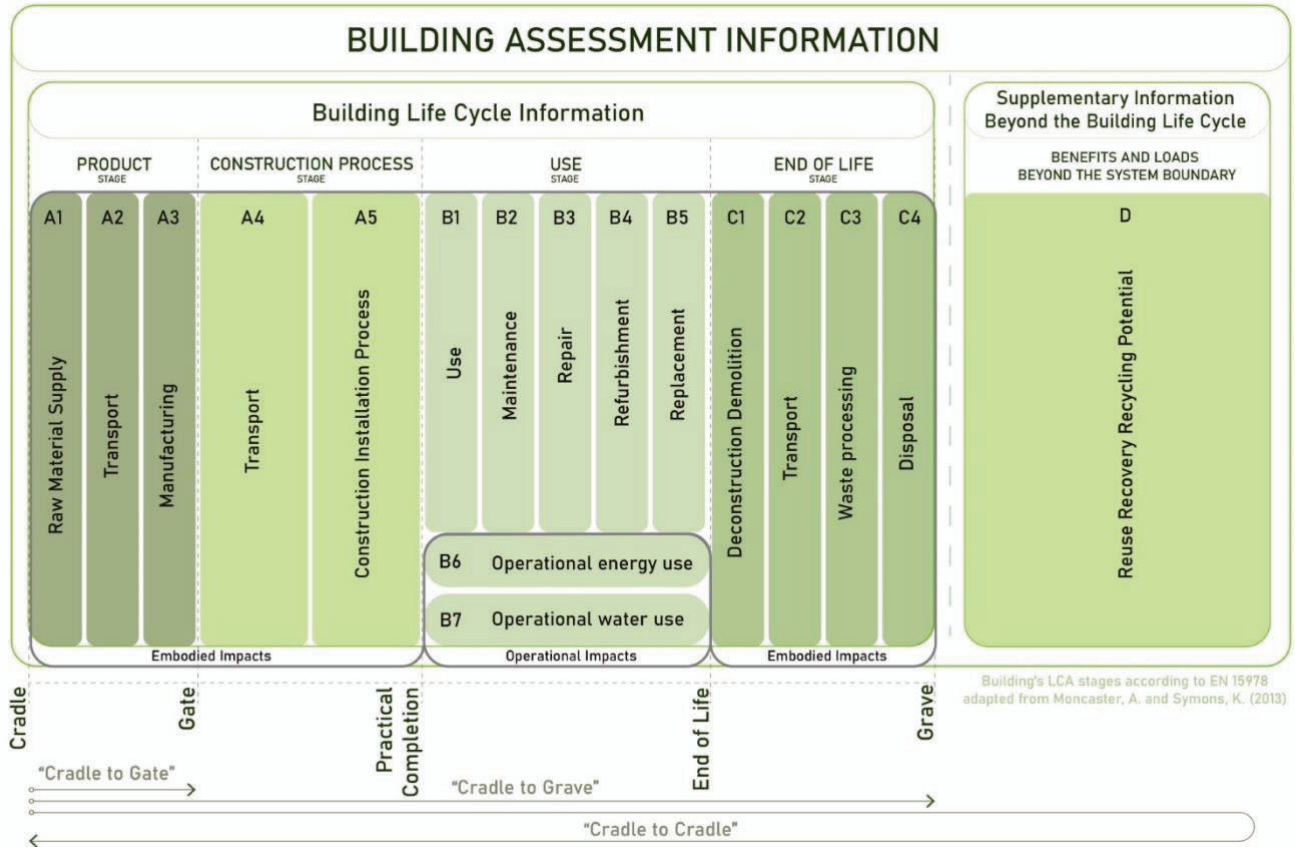 BUILDING ASSESSMENT INFORMATION
Building Life Cycle Information
Supplementary Information
Beyond the Building Life Cycle
PRODUCT
STAGE
CONSTRUCTION PROCESS
STAGE
USE
STAGE
END OF LIFE
STAGE
BENEFITS AND LOADS
BEYOND THE SYSTEM BOUNDARY
A1
Raw Material Supply
A2
Transport
A3
Manufacturing
A4
Transport
A5
Construction Installation Process
B1
Use
B2
Maintenance
B3
Repair
B4
Refurbishment
B5
Replacement
B6 Operational energy use
B7 Operational water use
C1
Deconstruction Demolition
C2
Transport
C3
Waste processing
C4
Disposal
D
Reuse Recovery Recycling Potential
Embodied Impacts
Operational Impacts
Embodied Impacts
Building's LCA stages according to EN 15978
adapted from Moncaster, A. and Symons, K. (2013)
Cradle
Gate
Practical
Completion
End of Life
Grave
"Cradle to Gate"
"Cradle to Grave"
"Cradle to Cradle"